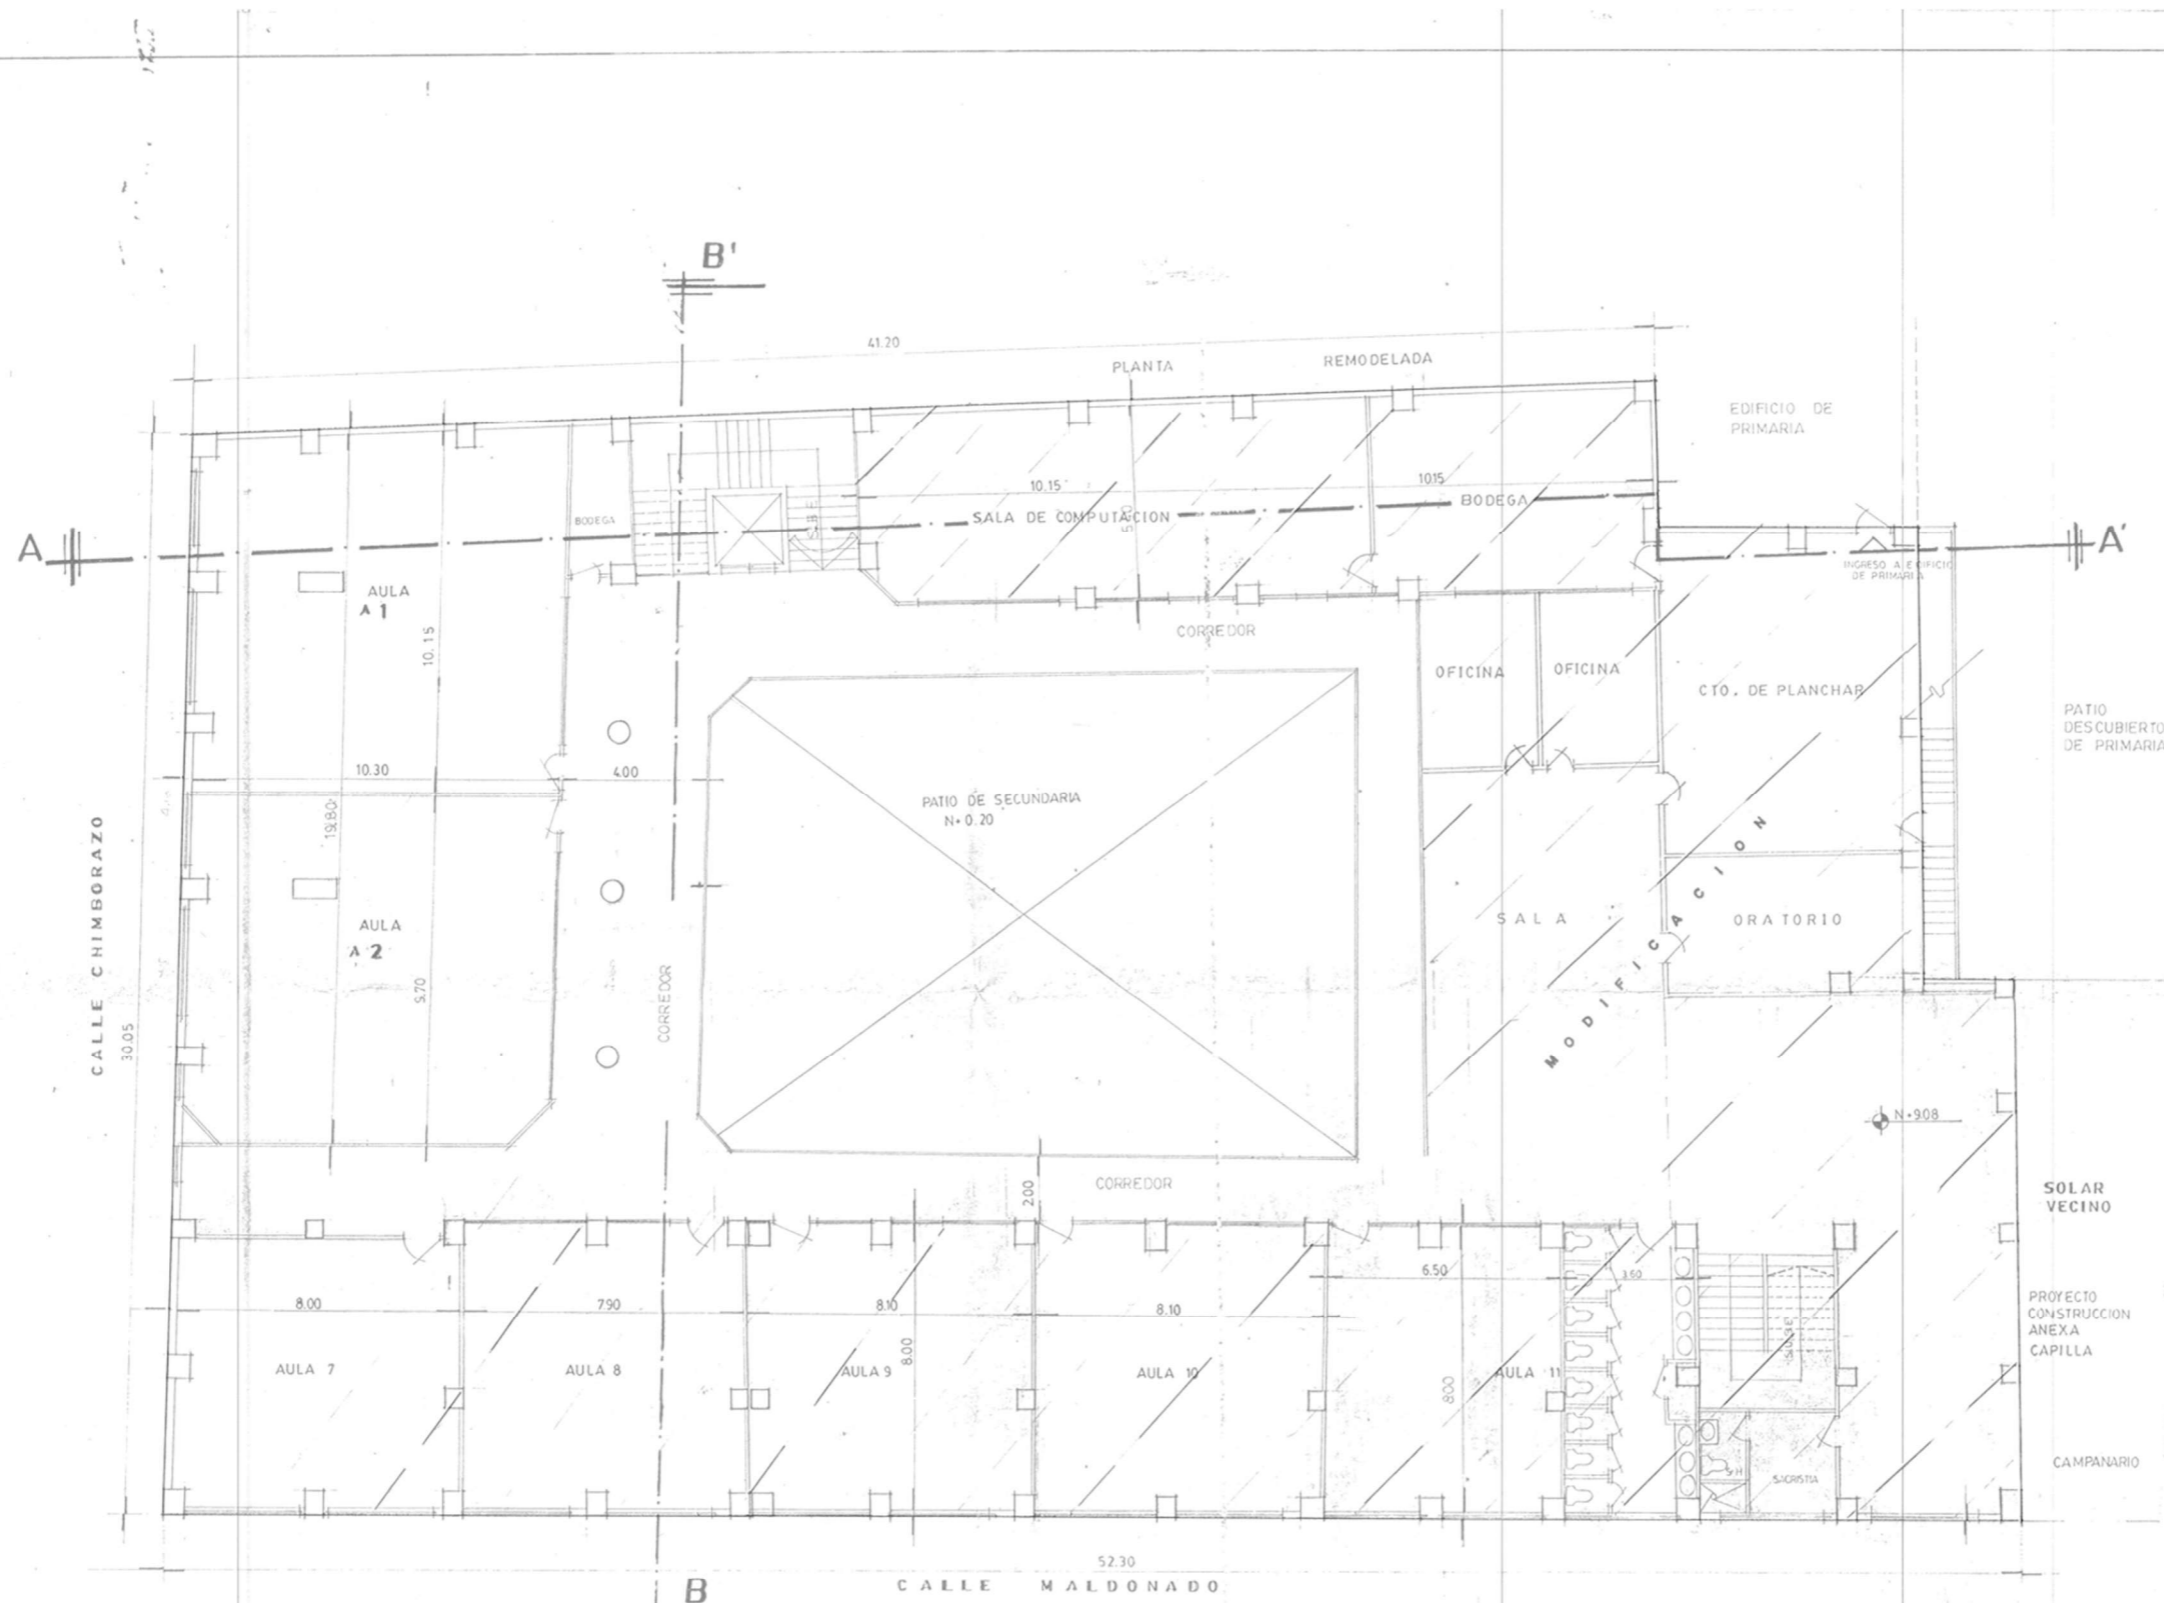 B'
41.20
PLANTA
REMODELADA
EDIFICIO DE
PRIMARIA
10.15
10.15
BODEGA
BODEGA
SALA DE COMPUTACION
A
A'
INGRESO A EDIFICIO
DE PRIMARIA
AULA
A 1
10.15
CORREDOR
OFICINA
OFICINA
CTO. DE PLANCHAR
PATIO
DESCUBIERTO
DE PRIMARIA
10.30
4.00
PATIO DE SECUNDARIA
N+0.20
19.80
CALLE CHIMBORAZO
30.05
AULA
A 2
9.70
CORREDOR
SALA
MODIFICACION
ORATORIO
N+9.08
CORREDOR
2.00
SOLAR
VECINO
8.00
7.90
8.10
8.10
6.50
3.60
PROYECTO
CONSTRUCCION
ANEXA
CAPILLA
AULA 7
AULA 8
AULA 9
8.00
AULA 10
8.00
AULA 11
SUBE
S.H
SACRISTIA
CAMPANARIO
52.30
B
CALLE MALDONADO